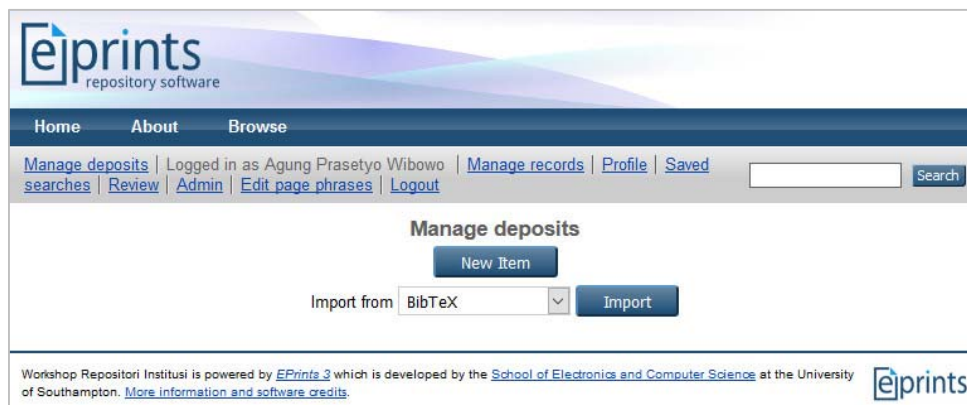 eprints
repository software
Home About Browse
Manage deposits | Logged in as Agung Prasetyo Wibowo | Manage records | Profile | Saved
searches | Review | Admin | Edit page phrases | Logout
Search
Manage deposits
New Item
Import from BibTeX Import
Workshop Repositori Institusi is powered by EPrints 3 which is developed by the School of Electronics and Computer Science at the University
of Southampton. More information and software credits.
eprints